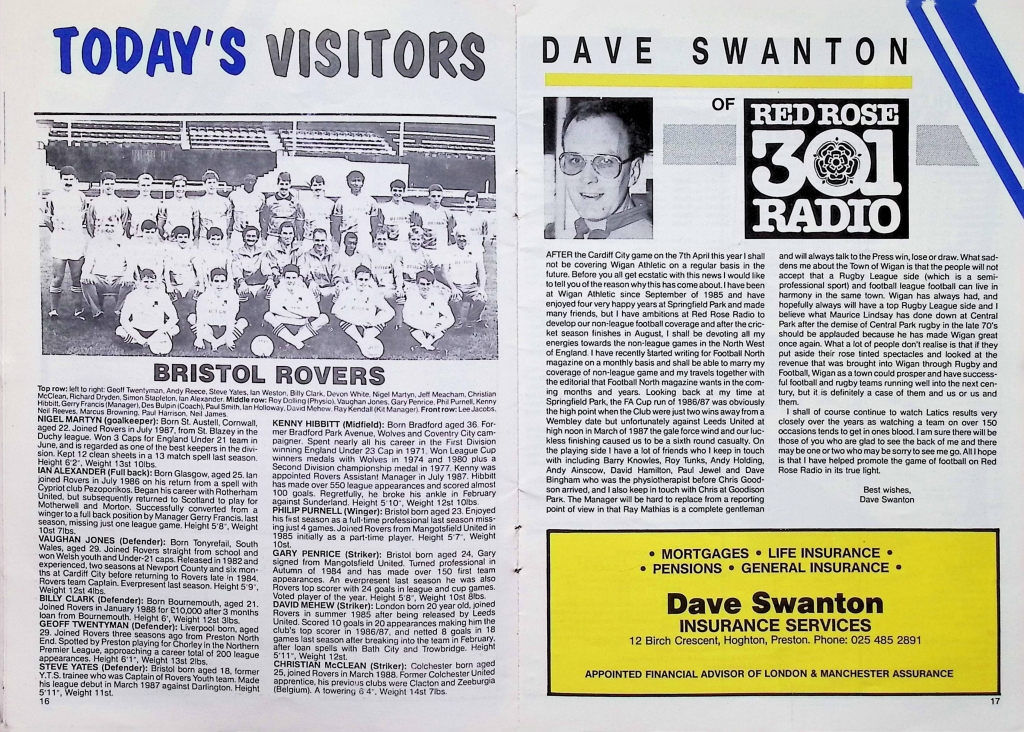 TODAY'S VISITORS
BRISTOL ROVERS
Top row: left to right: Geoff Twentyman, Andy Reece, Steve Yates, Ian Weston, Billy Clark, Devon White, Nigel Martyn, Jeff Meacham, Christian
McClean, Richard Dryden, Simon Stapleton, Ian Alexander. Middle row: Roy Dolling (Physio), Vaughan Jones, Gary Penrice, Phil Purnell, Kenny
Hibbitt, Gerry Francis (Manager), Des Bulpin (Coach), Paul Smith, Ian Holloway, David Mehew, Ray Kendall (Kit Manager). Front row: Lee Jacobs,
Neil Reeves, Marcus Browning, Paul Harrison, Neil James.
NIGEL MARTYN (goalkeeper): Born St. Austell, Cornwall,
aged 22. Joined Rovers in July 1987, from St. Blazey in the
Duchy league. Won 3 Caps for England Under 21 team in
June, and is regarded as one of the best keepers in the divi-
sion. Kept 12 clean sheets in a 13 match spell last season.
Height 6'2", Weight 13st 10lbs.
IAN ALEXANDER (Full back): Born Glasgow, aged 25. Ian
joined Rovers in July 1986 on his return from a spell with
Cypriot club Pezoporikos. Began his career with Rotherham
United, but subsequently returned to Scotland to play for
Motherwell and Morton. Successfully converted from a
winger to a full back position by Manager Gerry Francis, last
season, missing just one league game. Height 5'8", Weight
10st 7lbs.
VAUGHAN JONES (Defender): Born Tonyrefail, South
Wales, aged 29. Joined Rovers straight from school and
won Welsh youth and Under-21 caps. Released in 1982 and
experienced, two seasons at Newport County and six mon-
ths at Cardiff City before returning to Rovers late in 1984,
Rovers team Captain. Everpresent last season. Height 5'9",
Weight 12st 4lbs.
BILLY CLARK (Defender): Born Bournemouth, aged 21.
Joined Rovers in January 1988 for £10,000 after 3 months
loan from Bournemouth. Height 6', Weight 12st 3lbs.
GEOFF TWENTYMAN (Defender): Liverpool born, aged
29. Joined Rovers three seasons ago from Preston North
End. Spotted by Preston playing for Chorley in the Northern
Premier League, approaching a career total of 200 league
appearances. Height 6'1", Weight 13st 2lbs.
STEVE YATES (Defender): Bristol born aged 18, former
Y.T.S. trainee who was Captain of Rovers Youth team. Made
his league debut in March 1987 against Darlington. Height
5'11", Weight 11st.
16
KENNY HIBBITT (Midfield): Born Bradford aged 36. For-
mer Bradford Park Avenue, Wolves and Coventry City cam-
paigner. Spent nearly all his career in the First Division
winning England Under 23 Cap in 1971. Won League Cup
winners medals with Wolves in 1974 and 1980 plus a
Second Division championship medal in 1977. Kenny was
appointed Rovers Assistant Manager in July 1987. Hibbitt
has made over 550 league appearances and scored almost
100 goals. Regretfully, he broke his ankle in February
against Sunderland. Height 5'10", Weight 12st 10lbs.
PHILIP PURNELL (Winger): Bristol born aged 23. Enjoyed
his first season as a full-time professional last season miss-
ing just 4 games. Joined Rovers from Mangotsfield United in
1985 initially as a part-time player. Height 5'7", Weight
10st.
GARY PENRICE (Striker): Bristol born aged 24, Gary
signed from Mangotsfield United. Turned professional in
Autumn of 1984 and has made over 150 first team
appearances. An everpresent last season he was also
Rovers top scorer with 24 goals in league and cup games.
Voted player of the year. Height 5'8", Weight 10st 8lbs.
DAVID MEHEW (Striker): London born 20 year old, joined
Rovers in summer 1985 after being released by Leeds
United. Scored 10 goals in 20 appearances making him the
club's top scorer in 1986/87, and netted 8 goals in 18
games last season after breaking into the team in February,
after loan spells with Bath City and Trowbridge. Height
5'11", Weight 12st.
CHRISTIAN McCLEAN (Striker): Colchester born aged
25, joined Rovers in March 1988. Former Colchester United
apprentice, his previous clubs were Clacton and Zeeburgia
(Belgium). A towering 6'4", Weight 14st 7lbs.
DAVE SWANTON
OF
RED ROSE
301
RADIO
AFTER the Cardiff City game on the 7th April this year I shall
not be covering Wigan Athletic on a regular basis in the
future. Before you all get ecstatic with this news I would like
to tell you of the reason why this has come about. I have been
at Wigan Athletic since September of 1985 and have
enjoyed four very happy years at Springfield Park and made
many friends, but I have ambitions at Red Rose Radio to
develop our non-league football coverage and after the cric-
ket season finishes in August, I shall be devoting all my
energies towards the non-league games in the North West
of England. I have recently started writing for Football North
magazine on a monthly basis and shall be able to marry my
coverage of non-league game and my travels together with
the editorial that Football North magazine wants in the com-
ing months and years. Looking back at my time at
Springfield Park, the FA Cup run of 1986/87 was obviously
the high point when the Club were just two wins away from a
Wembley date but unfortunately against Leeds United at
high noon in March 1987 the gale force wind and our luc-
kless finishing caused us to be a sixth round casualty. On
the playing side I have a lot of friends who I keep in touch
with including Barry Knowles, Roy Tunks, Andy Holding,
Andy Ainscow, David Hamilton, Paul Jewel and Dave
Bingham who was the physiotherapist before Chris Good-
son arrived, and I also keep in touch with Chris at Goodison
Park. The Manager will be hard to replace from a reporting
point of view in that Ray Mathias is a complete gentleman
and will always talk to the Press win, lose or draw. What sad-
dens me about the Town of Wigan is that the people will not
accept that a Rugby League side (which is a semi-
professional sport) and football league football can live in
harmony in the same town. Wigan has always had, and
hopefully always will have a top Rugby League side and I
believe what Maurice Lindsay has done down at Central
Park after the demise of Central Park rugby in the late 70's
should be applauded because he has made Wigan great
once again. What a lot of people don't realise is that if they
put aside their rose tinted spectacles and looked at the
revenue that was brought into Wigan through Rugby and
Football, Wigan as a town could prosper and have success-
ful football and rugby teams running well into the next cen-
tury, but it is definitely a case of them and us or us and
them.
I shall of course continue to watch Latics results very
closely over the years as watching a team on over 150
occasions tends to get in ones blood. I am sure there will be
those of you who are glad to see the back of me and there
may be one or two who may be sorry to see me go. All I hope
is that I have helped promote the game of football on Red
Rose Radio in its true light.
Best wishes,
Dave Swanton
• MORTGAGES • LIFE INSURANCE •
• PENSIONS • GENERAL INSURANCE •
Dave Swanton
INSURANCE SERVICES
12 Birch Crescent, Hoghton, Preston. Phone: 025 485 2891
APPOINTED FINANCIAL ADVISOR OF LONDON & MANCHESTER ASSURANCE
17